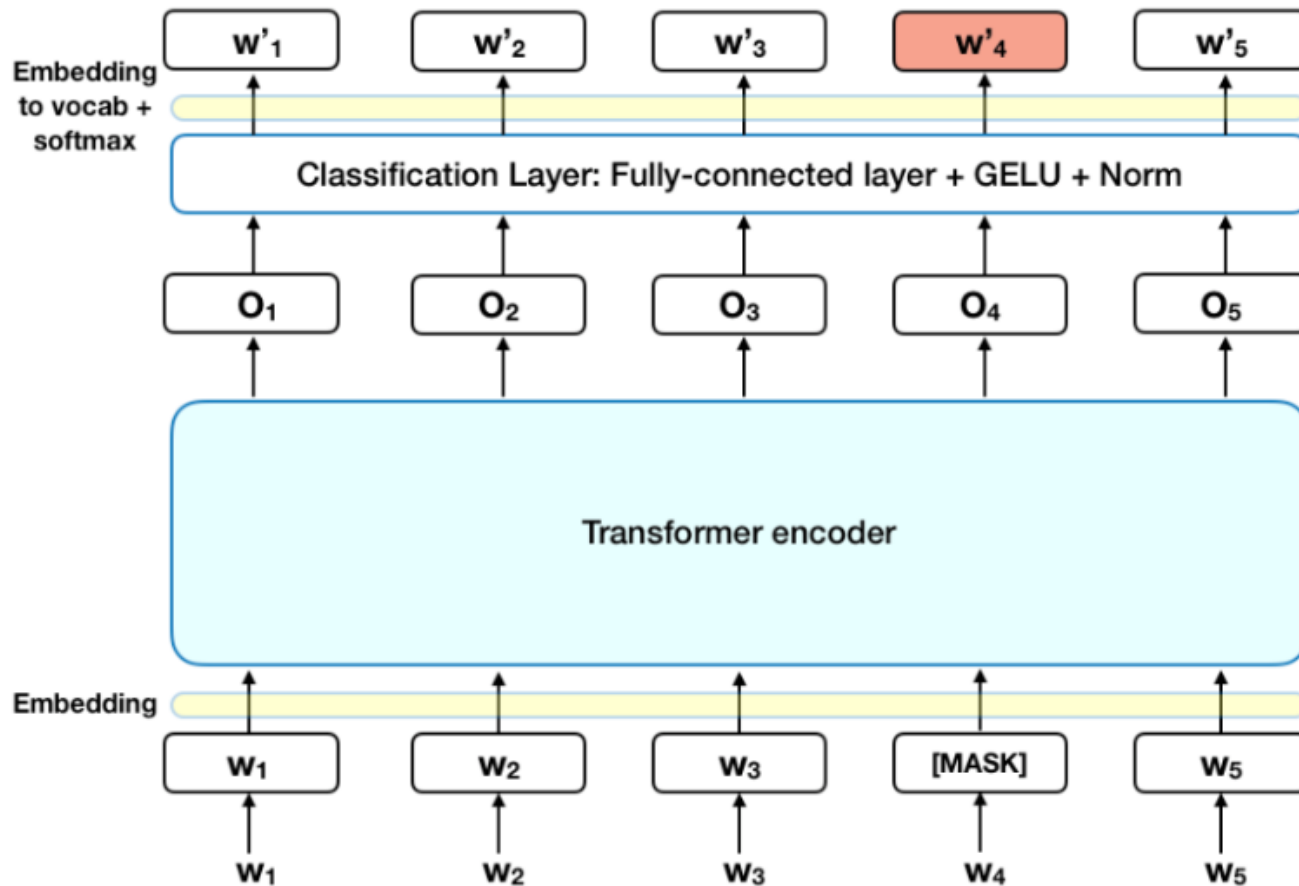 w'1 w'2 w'3 w'4 w'5
Embedding
to vocab +
softmax
Classification Layer: Fully-connected layer + GELU + Norm
O1 O2 O3 O4 O5
Transformer encoder
Embedding
W1 W2 W3 [MASK] W5
W1 W2 W3 W4 W5